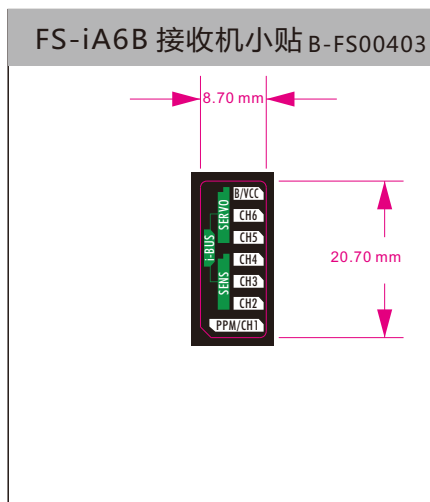 FS-iA6B 接收机小贴 B-FS00403
8.70 mm
B/VCC
SERVO
CH6
CH5
i-BUS
CH4
20.70 mm
SENS
CH3
CH2
PPM/CH1